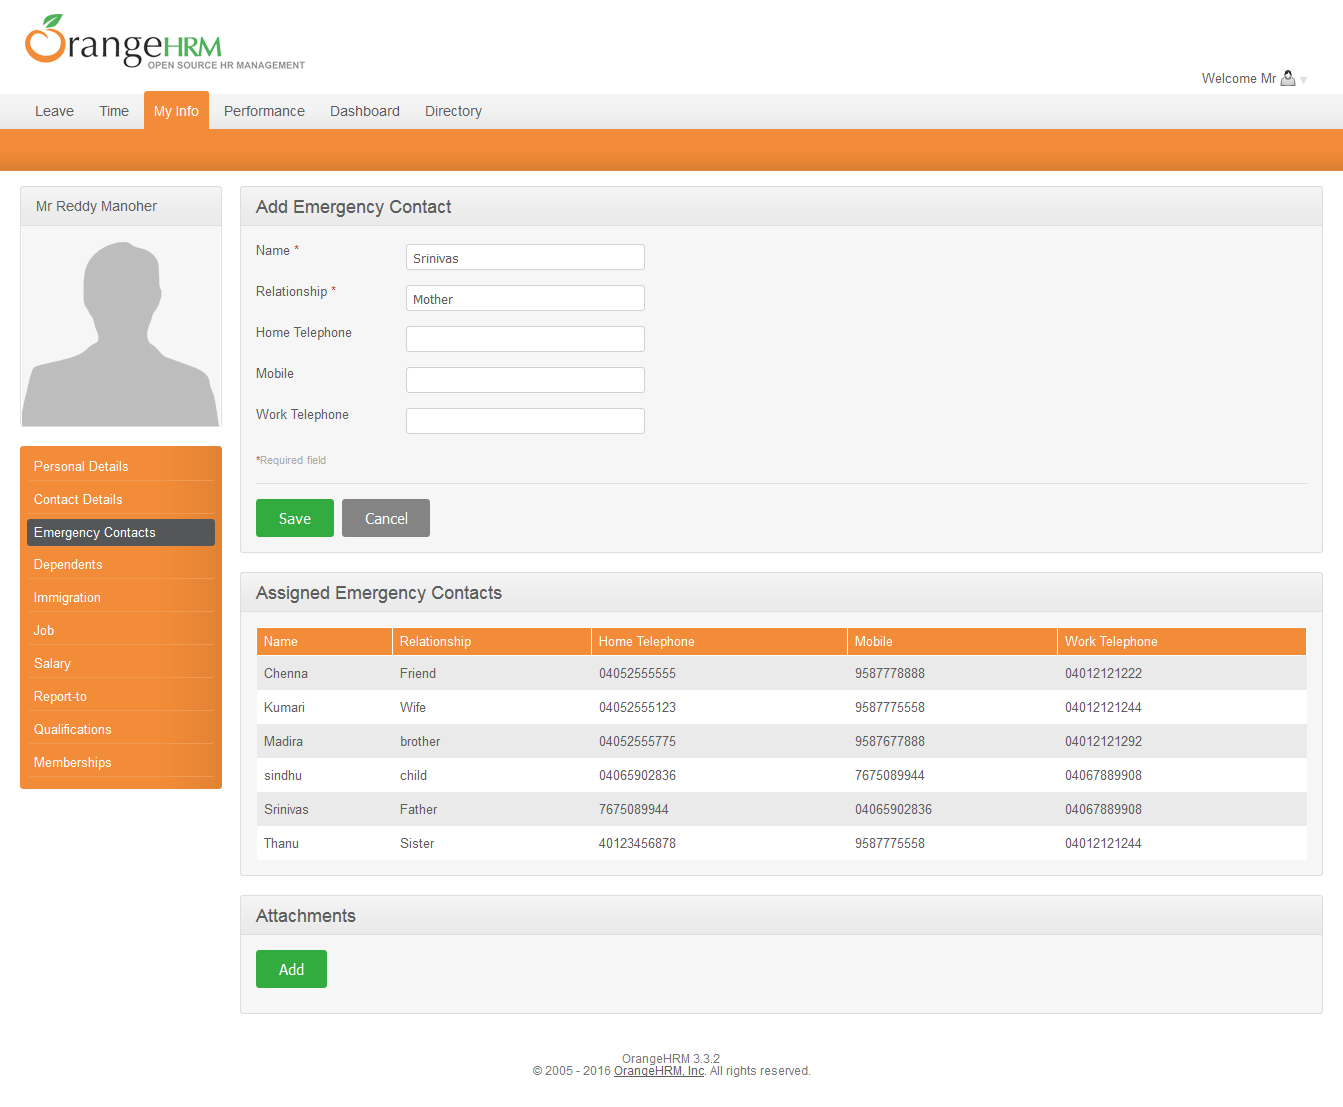 OrangeHRM
OPEN SOURCE HR MANAGEMENT
Welcome Mr
Leave Time My Info Performance Dashboard Directory
Mr Reddy Manoher
Personal Details
Contact Details
Emergency Contacts
Dependents
Immigration
Job
Salary
Report-to
Qualifications
Memberships
Add Emergency Contact
Name * Srinivas
Relationship * Mother
Home Telephone
Mobile
Work Telephone
*Required field
Save Cancel
Assigned Emergency Contacts
Name Relationship Home Telephone Mobile Work Telephone
Chenna Friend 04052555555 9587778888 04012121222
Kumari Wife 04052555123 9587775558 04012121244
Madira brother 04052555775 9587677888 04012121292
sindhu child 04065902836 7675089944 04067889908
Srinivas Father 7675089944 04065902836 04067889908
Thanu Sister 40123456878 9587775558 04012121244
Attachments
Add
OrangeHRM 3.3.2
© 2005 - 2016 OrangeHRM, Inc. All rights reserved.